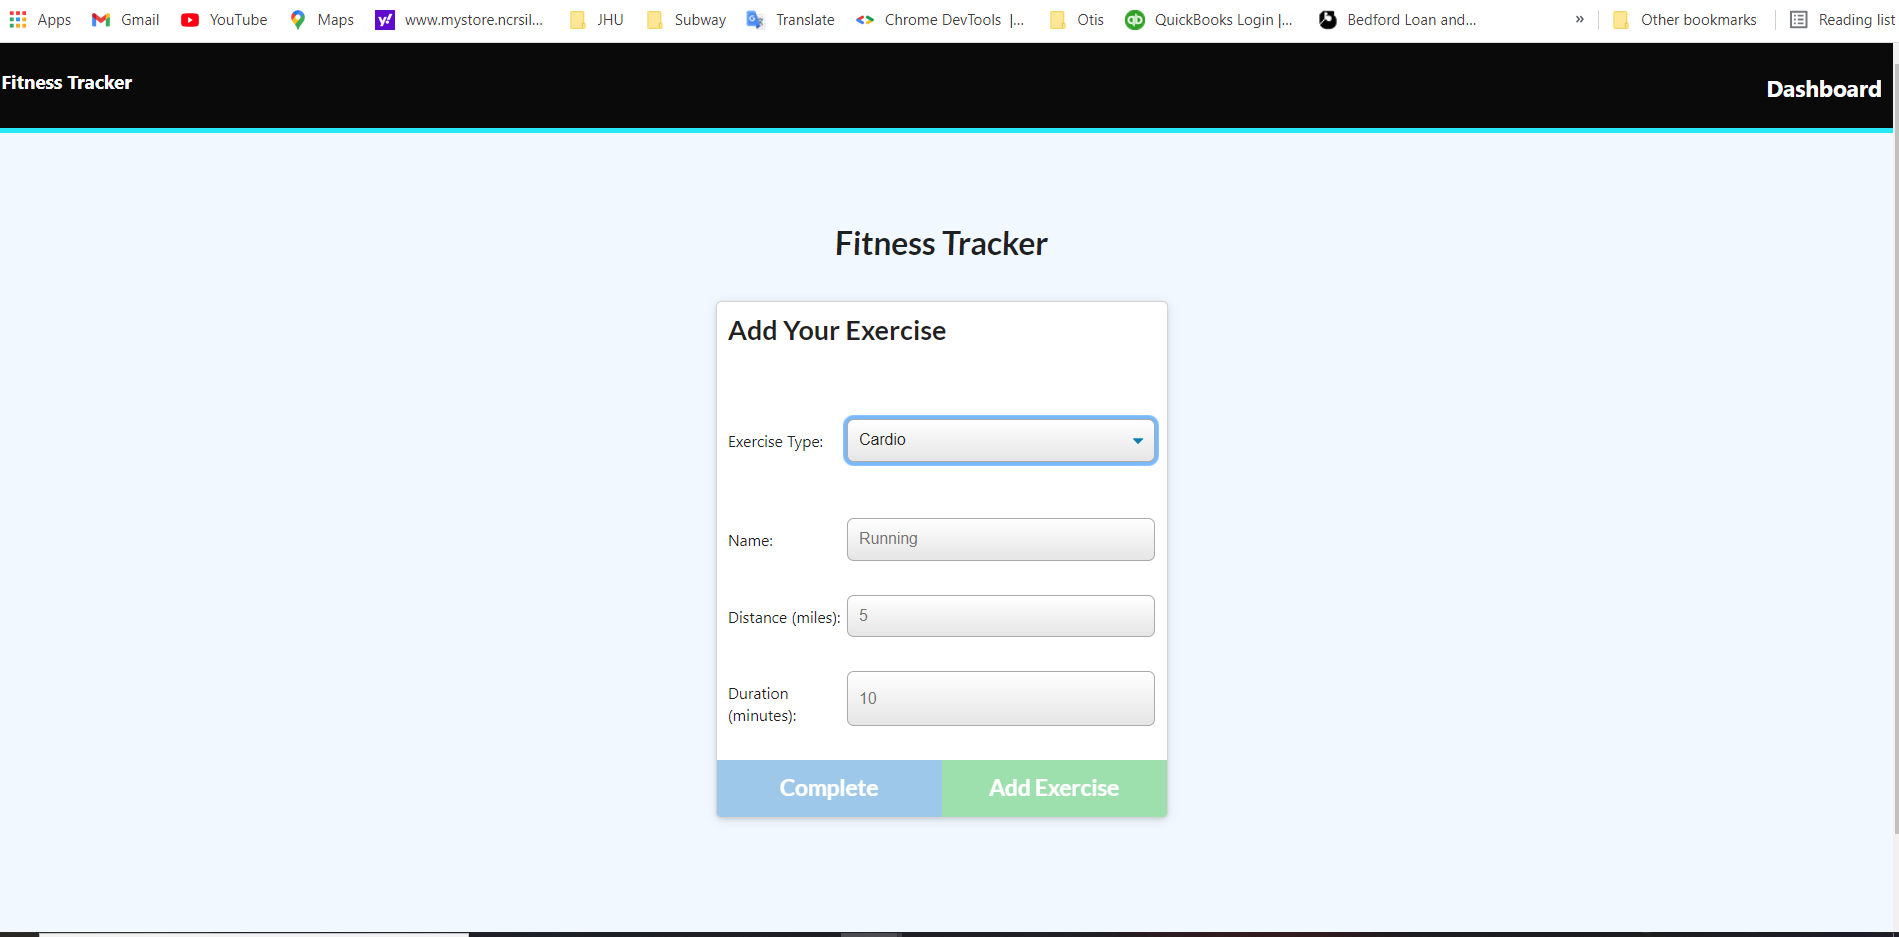 Apps Gmail YouTube Maps www.mystore.ncrsil... JHU Subway Translate Chrome DevTools |... Otis QuickBooks Login |... Bedford Loan and... » Other bookmarks Reading list
Fitness Tracker Dashboard
Fitness Tracker
Add Your Exercise
Exercise Type: Cardio
Name: Running
Distance (miles): 5
Duration (minutes): 10
Complete Add Exercise